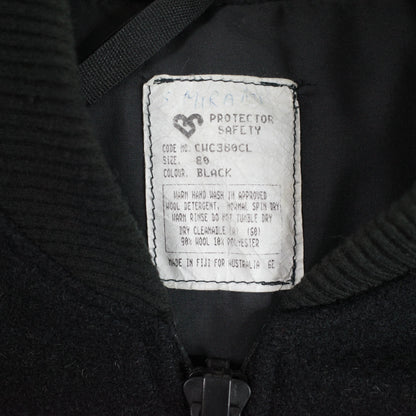 PROTECTOR
SAFETY
CODE NO. CWC380CL
SIZE. 80
COLOUR. BLACK
WARM HAND WASH IN APPROVED
WOOL DETERGENT. NORMAL SPIN DRY
WARM RINSE DO NOT TUMBLE DRY
DRY CLEANABLE (A) (50)
90% WOOL 10% POLYESTER
MADE IN FIJI FOR AUSTRALIA